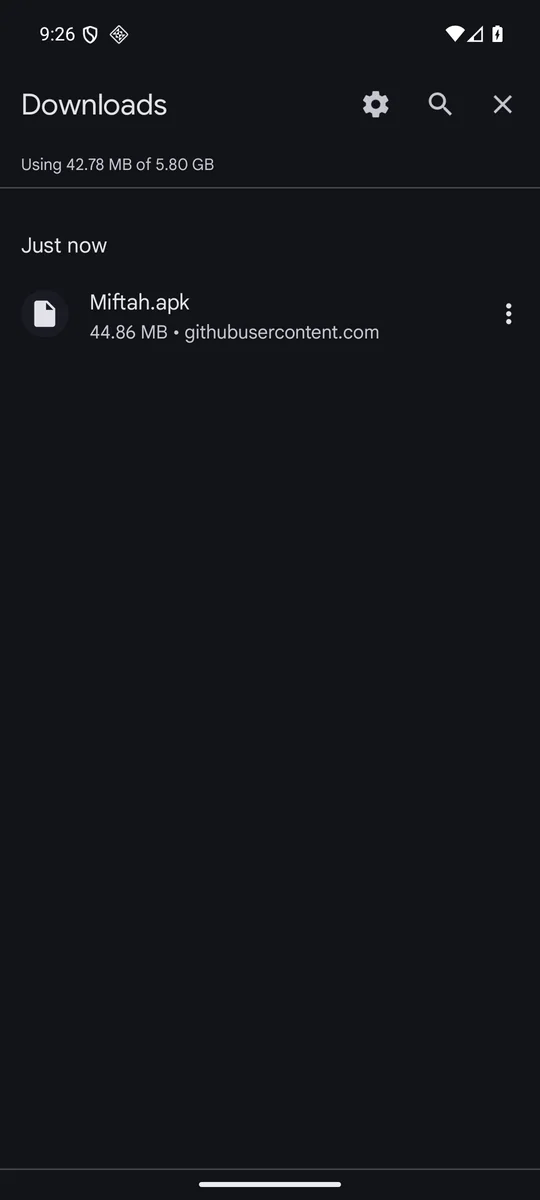 9:26
Downloads
Using 42.78 MB of 5.80 GB
Just now
Miftah.apk
44.86 MB • githubusercontent.com